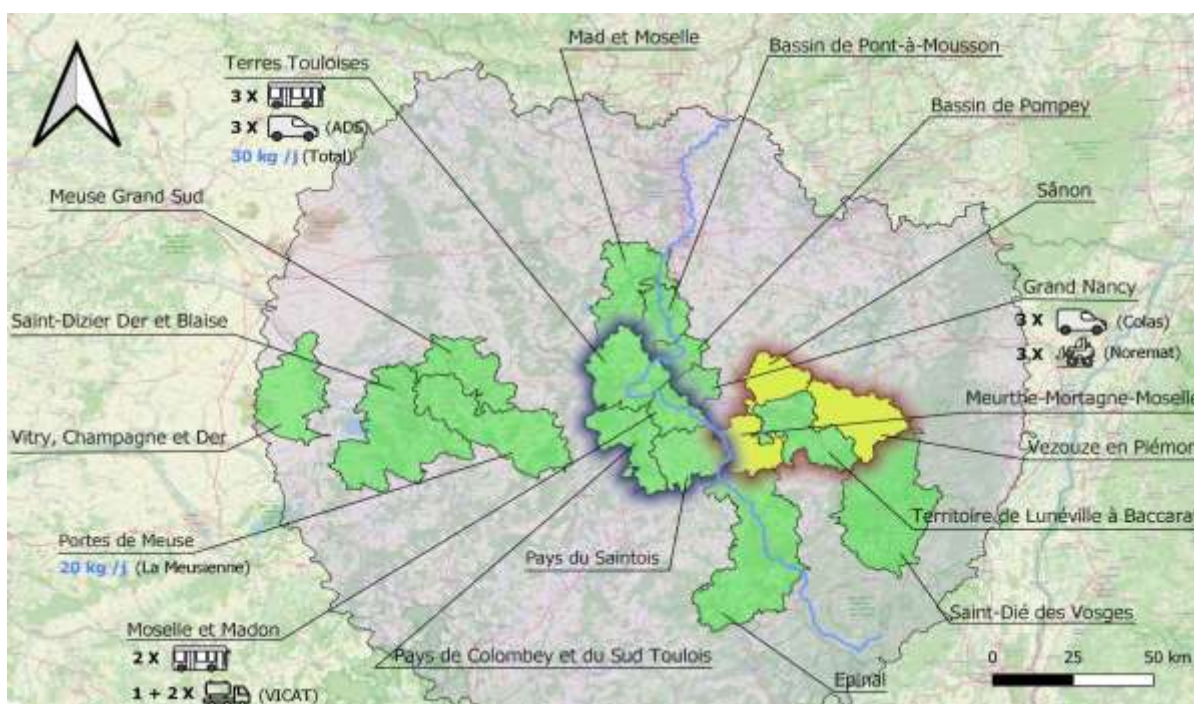 Mad et Moselle
Bassin de Pont-à-Mousson
Terres Touloises
3 X
3 X (ADS)
30 kg /j (Total)
Bassin de Pompey
Meuse Grand Sud
Sânon
Grand Nancy
3 X (Colas)
3 X (Noremat)
Saint-Dizier Der et Blaise
Meurthe-Mortagne-Moselle
Vitry, Champagne et Der
Vezouze en Piémon
Territoire de Lunéville à Baccara
Portes de Meuse
20 kg /j (La Meusienne)
Pays du Saintois
Saint-Dié des Vosges
Moselle et Madon
2 X
1 + 2 X (VICAT)
Pays de Colombey et du Sud Toulois
Epinal
0 25 50 km